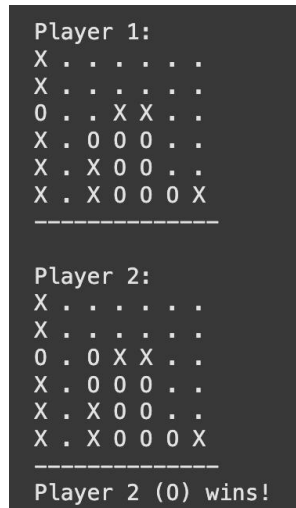 Player 1:
X . . . . . .
X . . . . . .
O . . X X . .
X . O O O . .
X . X O O . .
X . X O O O X
--------------
Player 2:
X . . . . . .
X . . . . . .
O . O X X . .
X . O O O . .
X . X O O . .
X . X O O O X
--------------
Player 2 (O) wins!